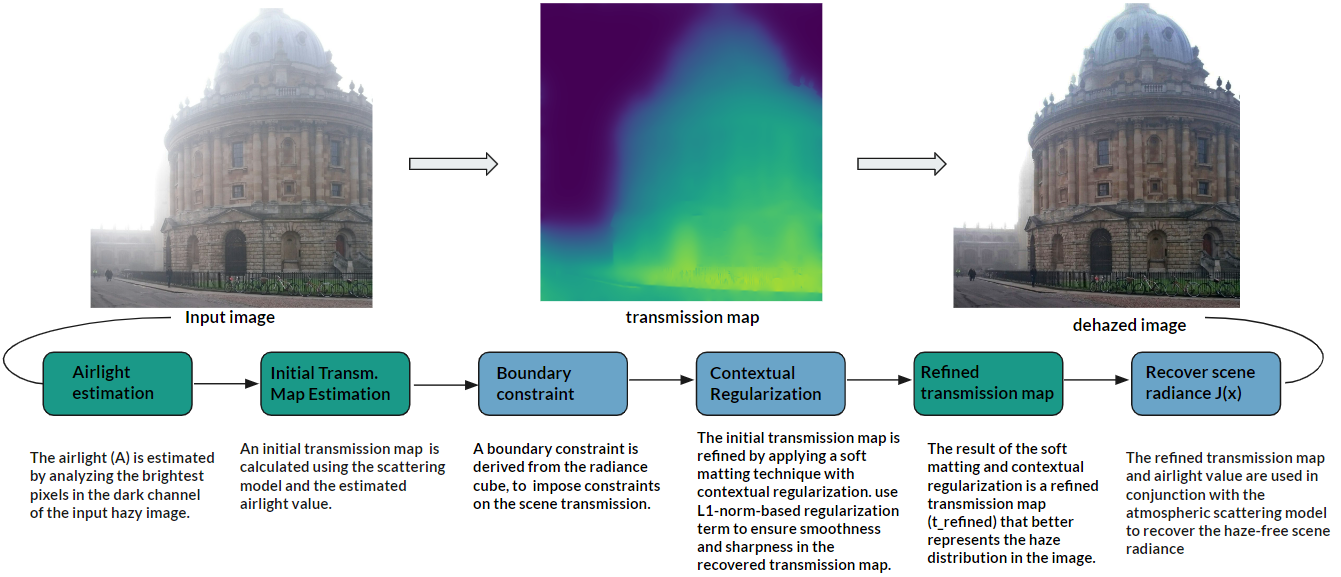 Input image
transmission map
dehazed image
Airlight
estimation
Initial Transm.
Map Estimation
Boundary
constraint
Contextual
Regularization
Refined
transmission map
Recover scene
radiance J(x)
The airlight (A) is estimated
by analyzing the brightest
pixels in the dark channel
of the input hazy image.
An initial transmission map is
calculated using the scattering
model and the estimated
airlight value.
A boundary constraint is
derived from the radiance
cube, to impose constraints
on the scene transmission.
The initial transmission map is
refined by applying a soft
matting technique with
contextual regularization. use
L1-norm-based regularization
term to ensure smoothness
and sharpness in the
recovered transmission map.
The result of the soft
matting and contextual
regularization is a refined
transmission map
(t_refined) that better
represents the haze
distribution in the image.
The refined transmission map
and airlight value are used in
conjunction with the
atmospheric scattering model
to recover the haze-free scene
radiance